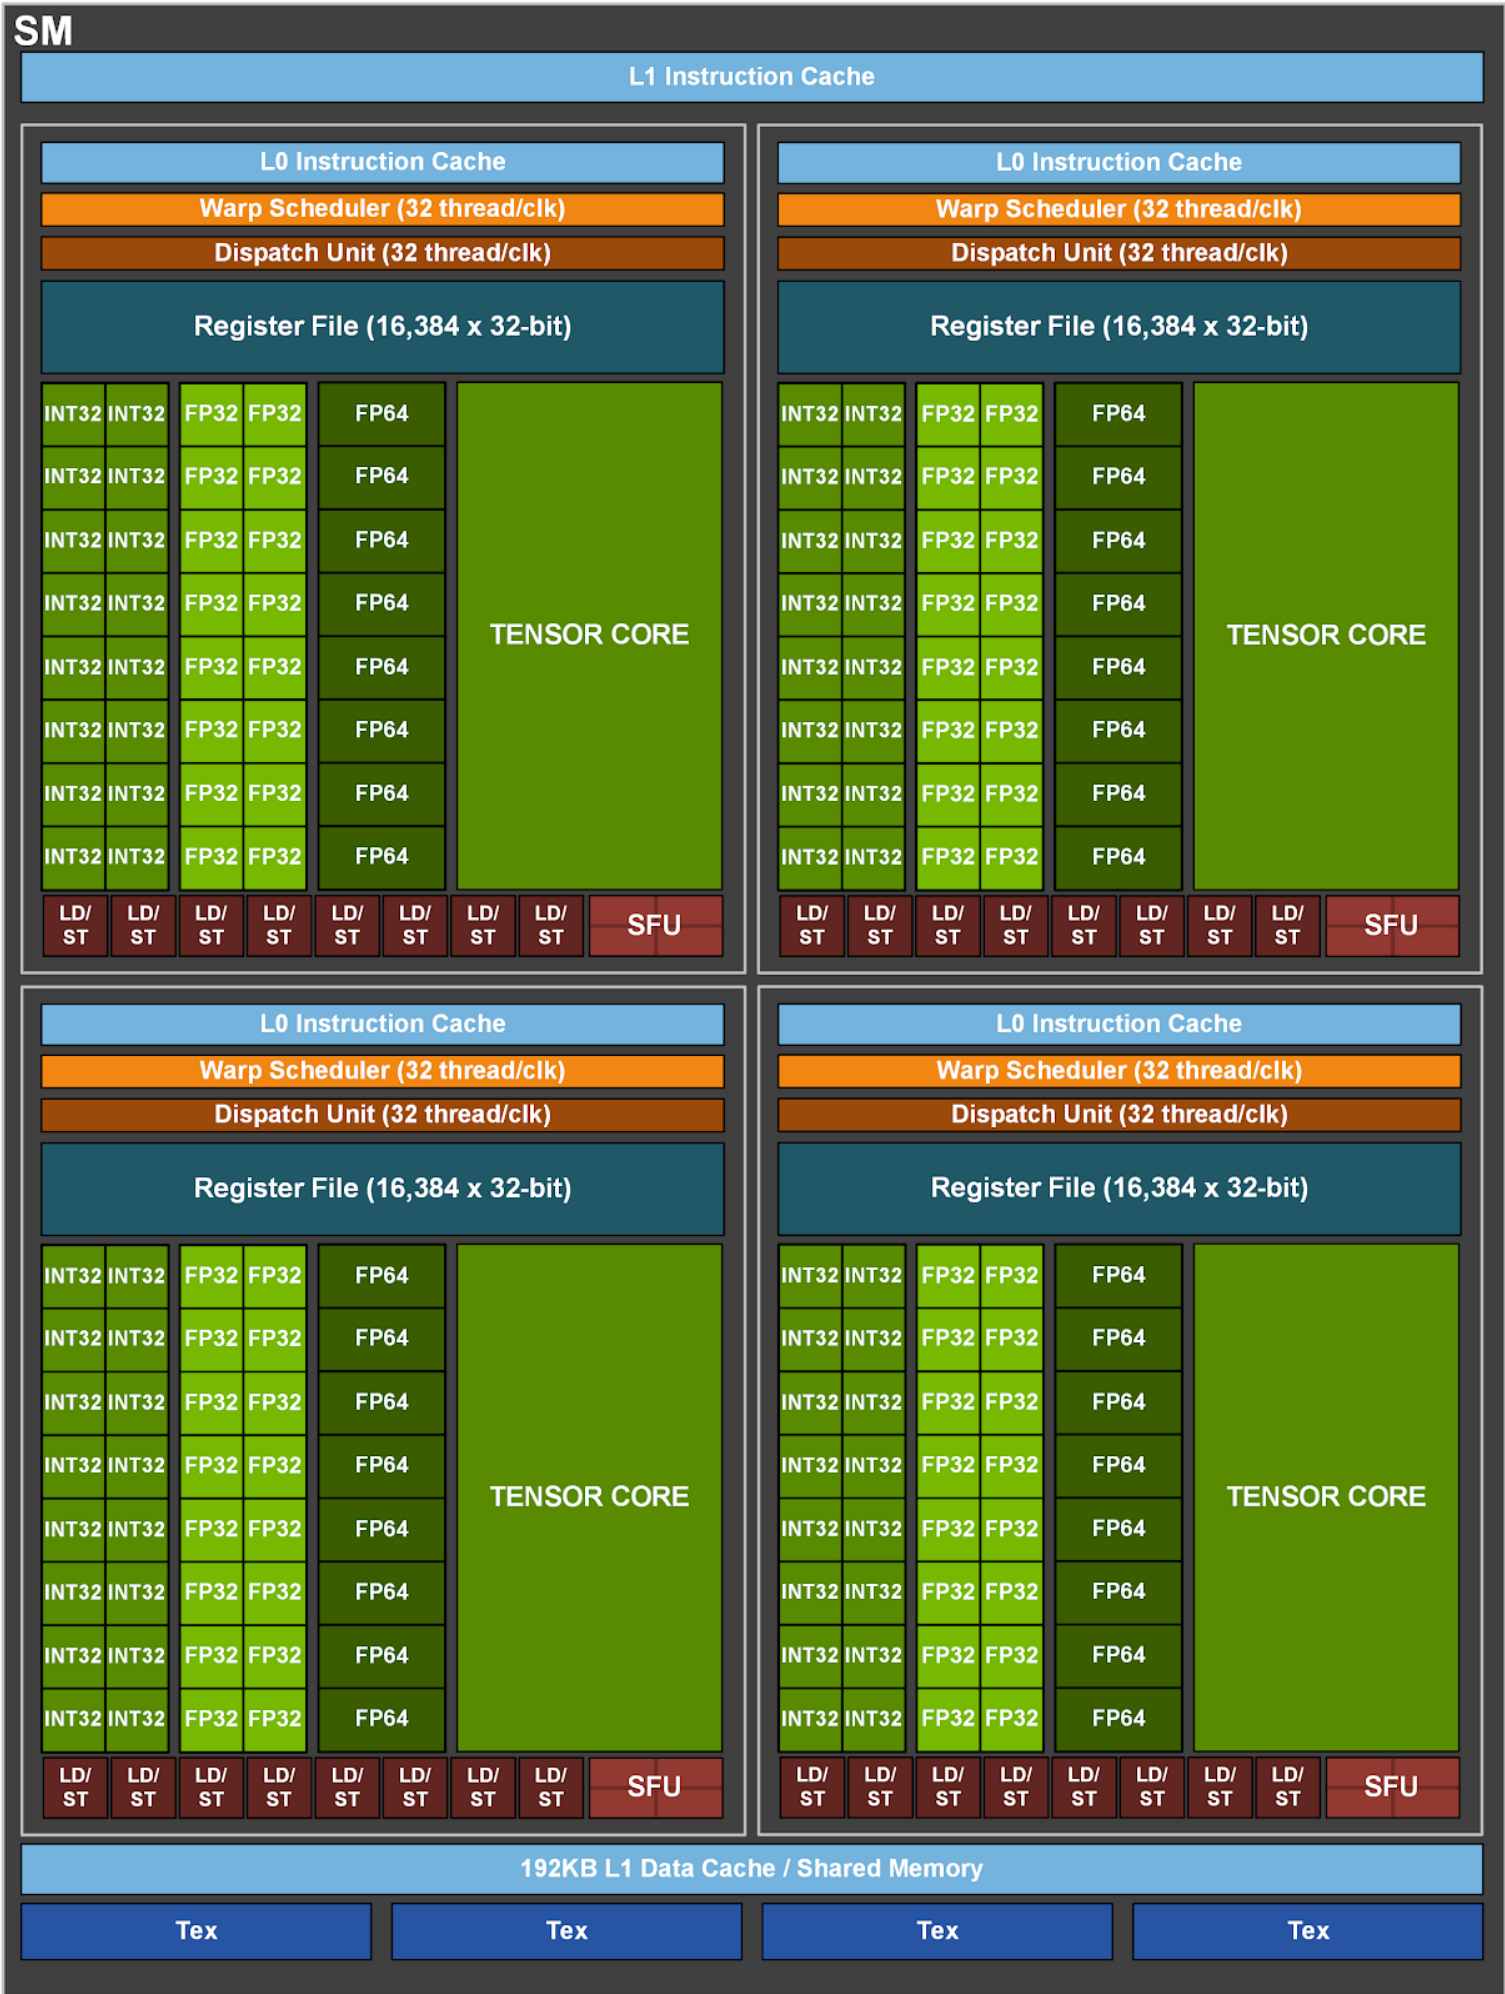 SM
L1 Instruction Cache
L0 Instruction Cache
Warp Scheduler (32 thread/clk)
Dispatch Unit (32 thread/clk)
Register File (16,384 x 32-bit)
INT32 INT32 FP32 FP32 FP64
INT32 INT32 FP32 FP32 FP64
INT32 INT32 FP32 FP32 FP64
INT32 INT32 FP32 FP32 FP64
TENSOR CORE
INT32 INT32 FP32 FP32 FP64
INT32 INT32 FP32 FP32 FP64
INT32 INT32 FP32 FP32 FP64
INT32 INT32 FP32 FP32 FP64
LD/ LD/ LD/ LD/ LD/ LD/ LD/ LD/
ST ST ST ST ST ST ST ST
SFU
L0 Instruction Cache
Warp Scheduler (32 thread/clk)
Dispatch Unit (32 thread/clk)
Register File (16,384 x 32-bit)
INT32 INT32 FP32 FP32 FP64
INT32 INT32 FP32 FP32 FP64
INT32 INT32 FP32 FP32 FP64
INT32 INT32 FP32 FP32 FP64
TENSOR CORE
INT32 INT32 FP32 FP32 FP64
INT32 INT32 FP32 FP32 FP64
INT32 INT32 FP32 FP32 FP64
INT32 INT32 FP32 FP32 FP64
LD/ LD/ LD/ LD/ LD/ LD/ LD/ LD/
ST ST ST ST ST ST ST ST
SFU
L0 Instruction Cache
Warp Scheduler (32 thread/clk)
Dispatch Unit (32 thread/clk)
Register File (16,384 x 32-bit)
INT32 INT32 FP32 FP32 FP64
INT32 INT32 FP32 FP32 FP64
INT32 INT32 FP32 FP32 FP64
INT32 INT32 FP32 FP32 FP64
TENSOR CORE
INT32 INT32 FP32 FP32 FP64
INT32 INT32 FP32 FP32 FP64
INT32 INT32 FP32 FP32 FP64
INT32 INT32 FP32 FP32 FP64
LD/ LD/ LD/ LD/ LD/ LD/ LD/ LD/
ST ST ST ST ST ST ST ST
SFU
L0 Instruction Cache
Warp Scheduler (32 thread/clk)
Dispatch Unit (32 thread/clk)
Register File (16,384 x 32-bit)
INT32 INT32 FP32 FP32 FP64
INT32 INT32 FP32 FP32 FP64
INT32 INT32 FP32 FP32 FP64
INT32 INT32 FP32 FP32 FP64
TENSOR CORE
INT32 INT32 FP32 FP32 FP64
INT32 INT32 FP32 FP32 FP64
INT32 INT32 FP32 FP32 FP64
INT32 INT32 FP32 FP32 FP64
LD/ LD/ LD/ LD/ LD/ LD/ LD/ LD/
ST ST ST ST ST ST ST ST
SFU
192KB L1 Data Cache / Shared Memory
Tex Tex Tex Tex